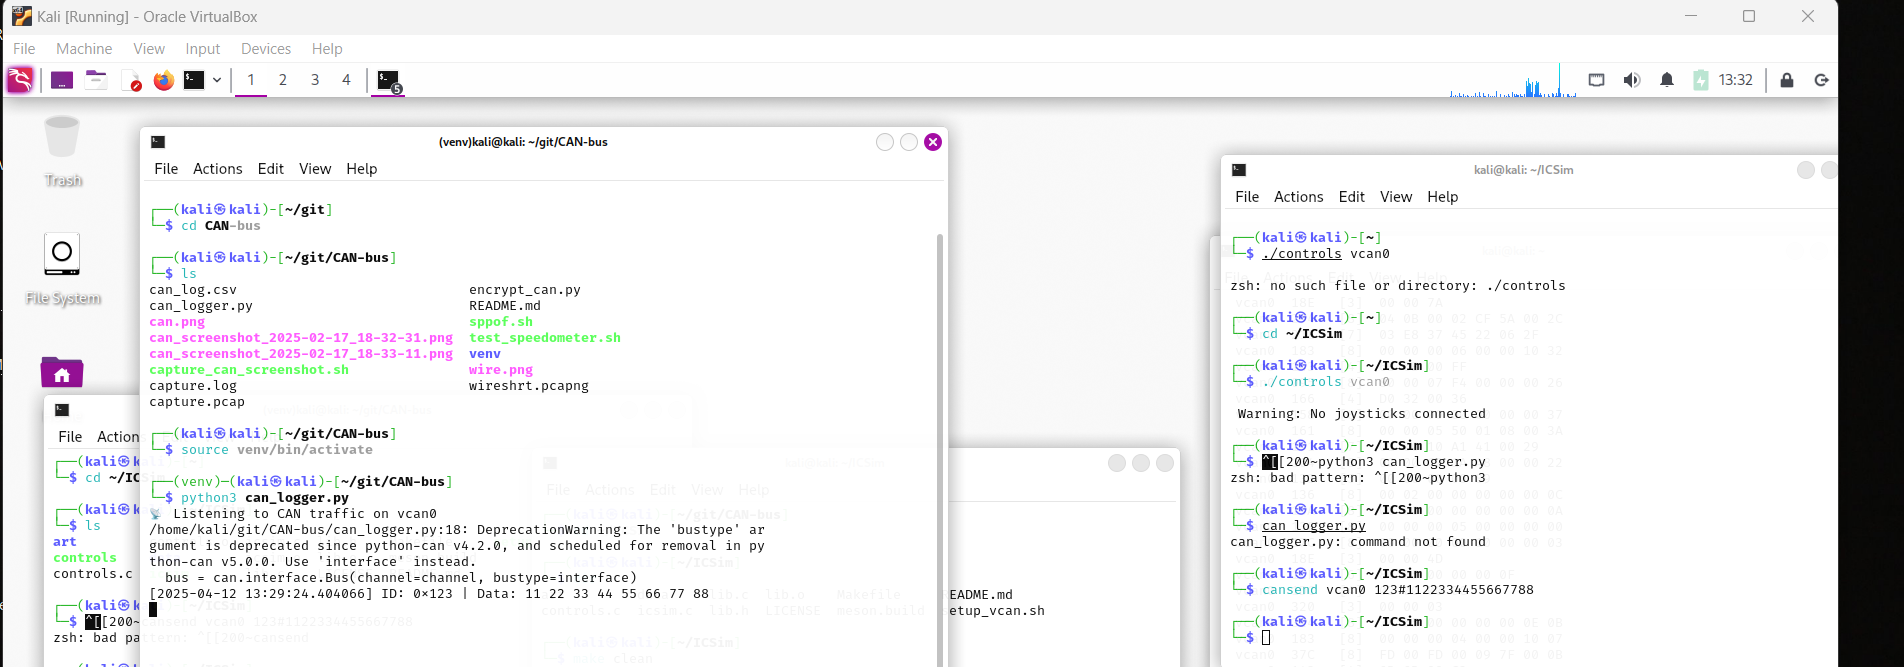 Kali [Running] - Oracle VirtualBox
File Machine View Input Devices Help
1 2 3 4 5 13:32
Trash
File System
(venv)kali@kali: ~/git/CAN-bus
File Actions Edit View Help
┌──(kali㉿kali)-[~/git]
└─$ cd CAN-bus
┌──(kali㉿kali)-[~/git/CAN-bus]
└─$ ls
can_log.csv encrypt_can.py
can_logger.py README.md
can.png sppof.sh
can_screenshot_2025-02-17_18-32-31.png test_speedometer.sh
can_screenshot_2025-02-17_18-33-11.png venv
capture_can_screenshot.sh wire.png
capture.log wireshrt.pcapng
capture.pcap
┌──(kali㉿kali)-[~/git/CAN-bus]
└─$ source venv/bin/activate
┌──(venv)─(kali㉿kali)-[~/git/CAN-bus]
└─$ python3 can_logger.py
📡 Listening to CAN traffic on vcan0
/home/kali/git/CAN-bus/can_logger.py:18: DeprecationWarning: The 'bustype' ar
gument is deprecated since python-can v4.2.0, and scheduled for removal in py
thon-can v5.0.0. Use 'interface' instead.
bus = can.interface.Bus(channel=channel, bustype=interface)
[2025-04-12 13:29:24.404066] ID: 0×123 | Data: 11 22 33 44 55 66 77 88
File Action
┌──(kali㉿k
└─$ cd ~/IC
┌──(kali㉿k
└─$ ls
art
controls
controls.c
┌──(kali㉿k
└─$ ^[[200~
zsh: bad pa
┌──(kali㉿k
EADME.md
etup_vcan.sh
kali@kali: ~/ICSim
File Actions Edit View Help
┌──(kali㉿kali)-[~]
└─$ ./controls vcan0
zsh: no such file or directory: ./controls
┌──(kali㉿kali)-[~]
└─$ cd ~/ICSim
┌──(kali㉿kali)-[~/ICSim]
└─$ ./controls vcan0
Warning: No joysticks connected
┌──(kali㉿kali)-[~/ICSim]
└─$ ^[[200~python3 can_logger.py
zsh: bad pattern: ^[[200~python3
┌──(kali㉿kali)-[~/ICSim]
└─$ can_logger.py
can_logger.py: command not found
┌──(kali㉿kali)-[~/ICSim]
└─$ cansend vcan0 123#1122334455667788
┌──(kali㉿kali)-[~/ICSim]
└─$